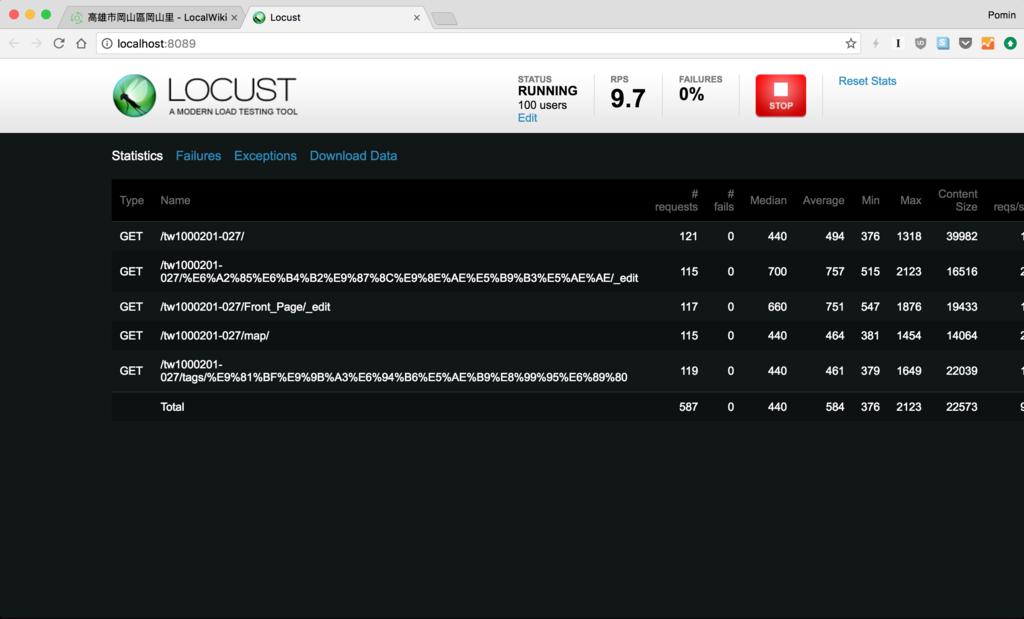 高雄市岡山區岡山里 - LocalWiki
Locust
Pomin
localhost:8089
LOCUST
A MODERN LOAD TESTING TOOL
STATUS
RUNNING
100 users
Edit
RPS
9.7
FAILURES
0%
STOP
Reset Stats
Statistics Failures Exceptions Download Data
Type Name # requests # fails Median Average Min Max Content Size reqs/s
GET /tw1000201-027/ 121 0 440 494 376 1318 39982 1
GET /tw1000201-
027/%E6%A2%85%E6%B4%B2%E9%87%8C%E9%8E%AE%E5%B9%B3%E5%AE%AE/_edit 115 0 700 757 515 2123 16516 2
GET /tw1000201-027/Front_Page/_edit 117 0 660 751 547 1876 19433 1
GET /tw1000201-027/map/ 115 0 440 464 381 1454 14064 2
GET /tw1000201-
027/tags/%E9%81%BF%E9%9B%A3%E6%94%B6%E5%AE%B9%E8%99%95%E6%89%80 119 0 440 461 379 1649 22039 1
Total 587 0 440 584 376 2123 22573 9